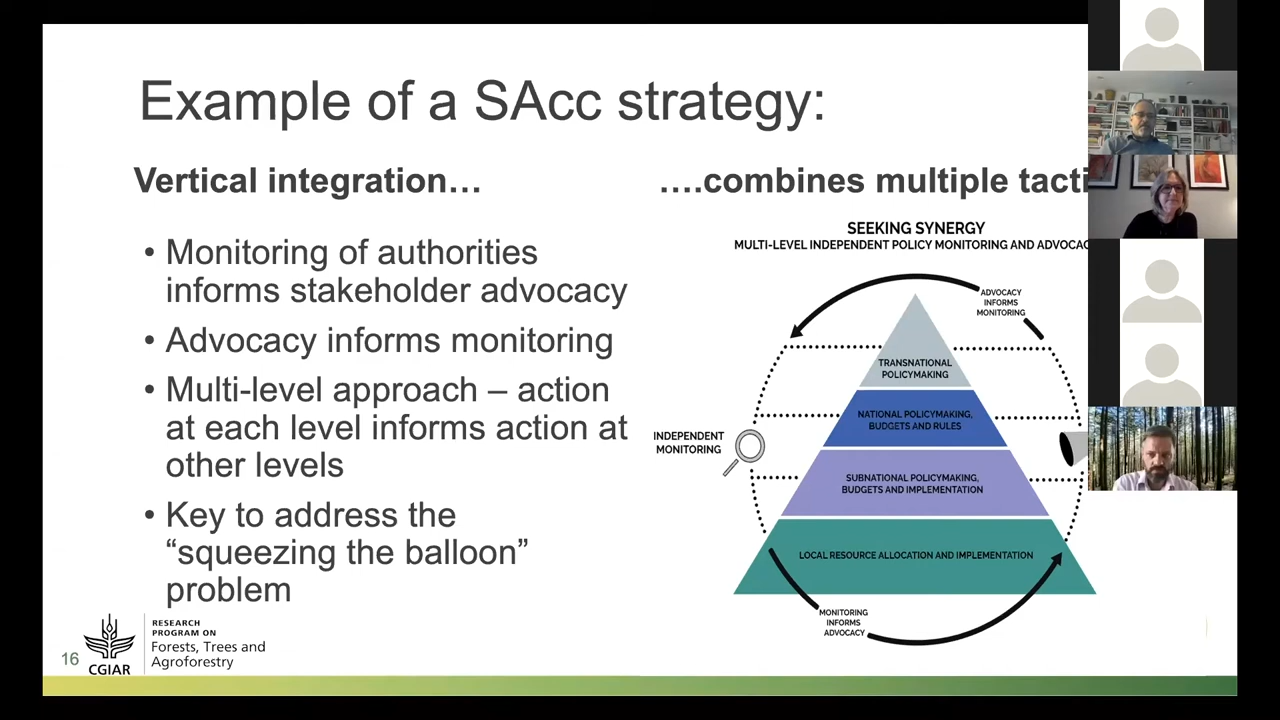 Example of a SAcc strategy:
Vertical integration…
• Monitoring of authorities
informs stakeholder advocacy
• Advocacy informs monitoring
• Multi-level approach – action
at each level informs action at
other levels
• Key to address the
“squeezing the balloon”
problem
….combines multiple tacti
SEEKING SYNERGY
MULTI-LEVEL INDEPENDENT POLICY MONITORING AND ADVOCAC
ADVOCACY
INFORMS
MONITORING
TRANSNATIONAL
POLICYMAKING
NATIONAL POLICYMAKING,
BUDGETS AND RULES
INDEPENDENT
MONITORING
SUBNATIONAL POLICYMAKING,
BUDGETS AND IMPLEMENTATION
LOCAL RESOURCE ALLOCATION AND IMPLEMENTATION
MONITORING
INFORMS
ADVOCACY
16
CGIAR
RESEARCH
PROGRAM ON
Forests, Trees and
Agroforestry